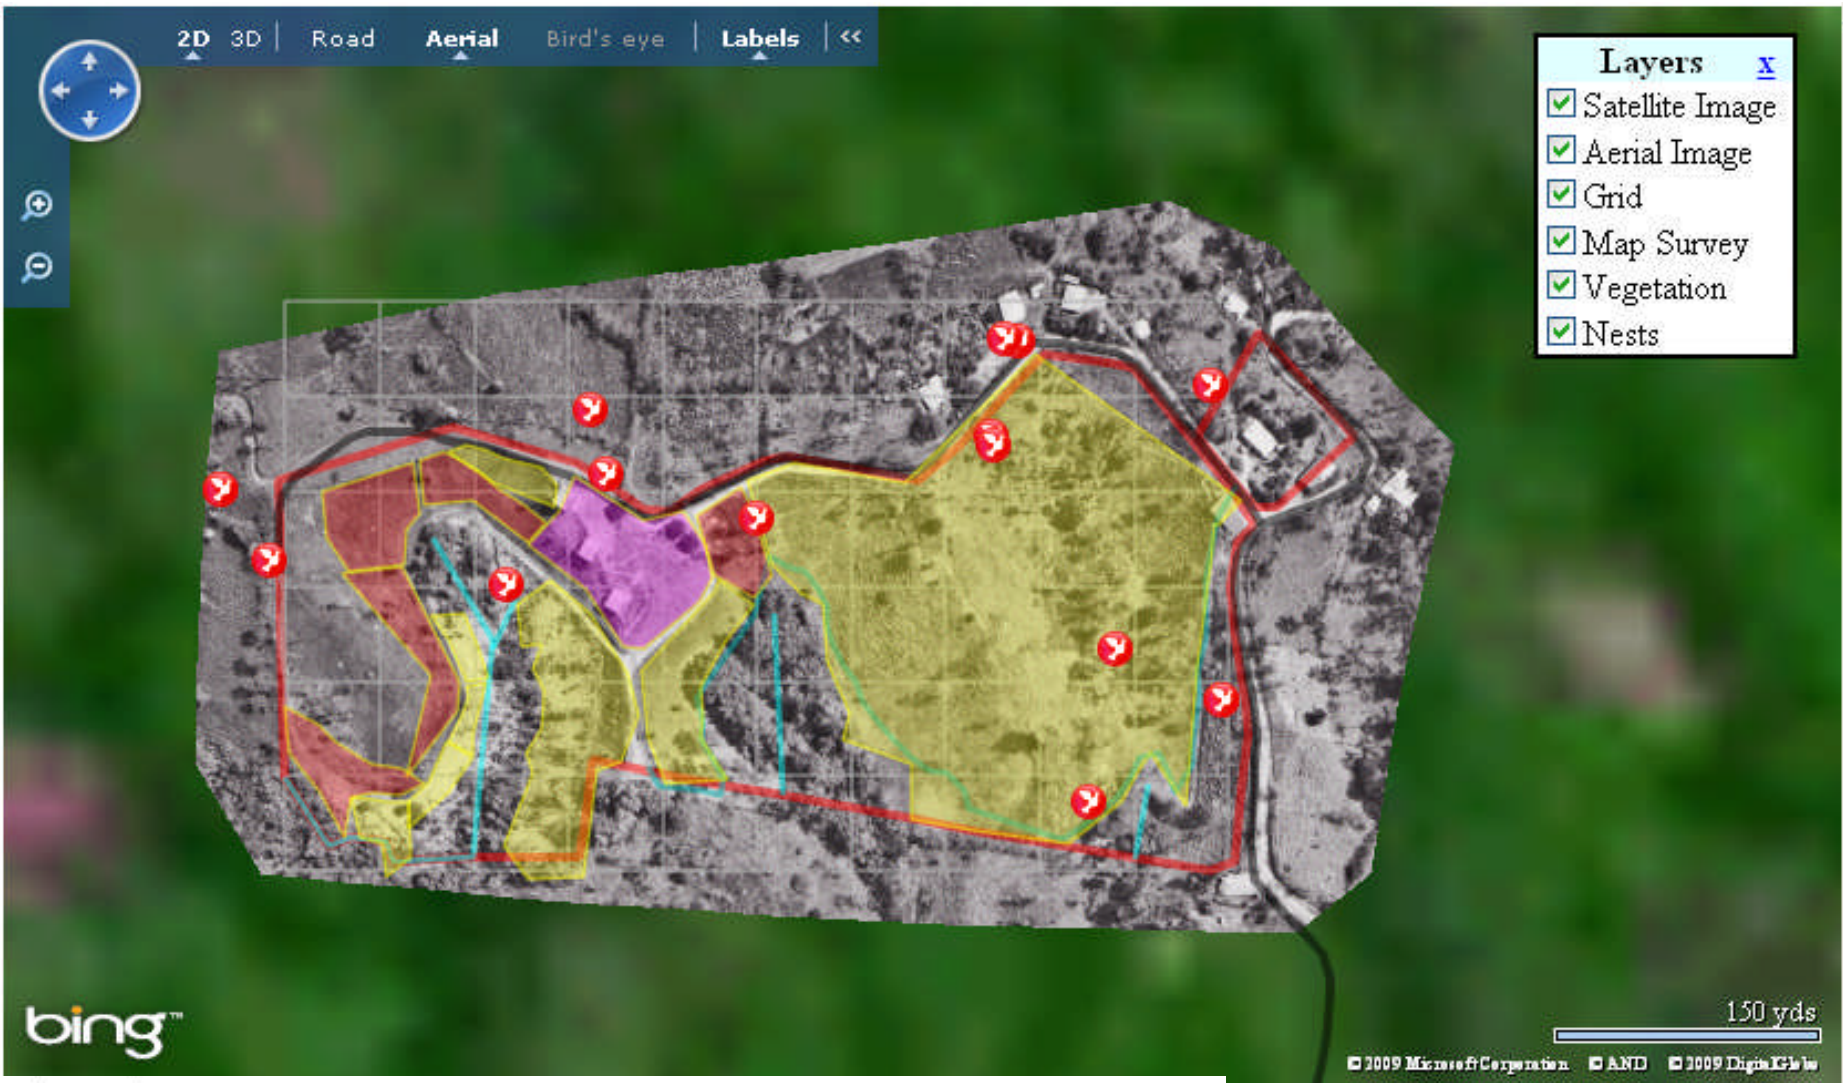 2D 3D | Road Aerial Bird's eye | Labels | <<
Layers x
Satellite Image
Aerial Image
Grid
Map Survey
Vegetation
Nests
bing™
150 yds
© 2009 Microsoft Corporation © AND © 2009 DigitalGlobe